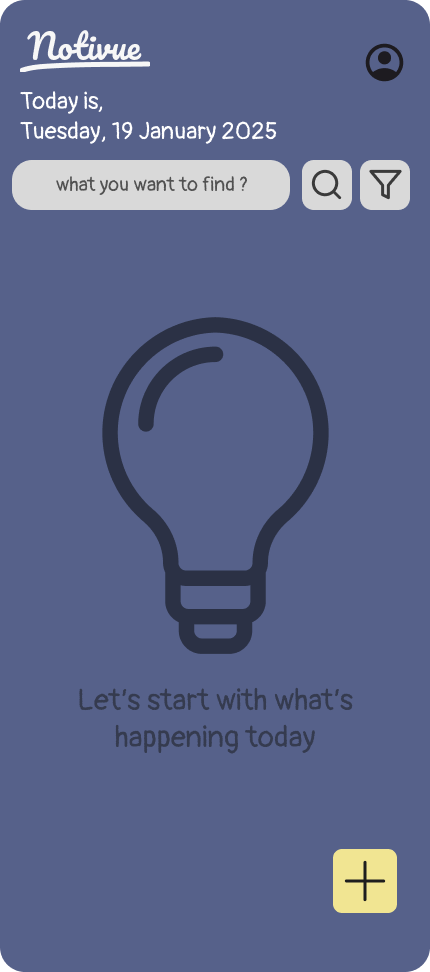 Notivue
Today is,
Tuesday, 19 January 2025
what you want to find ?
Let's start with what's
happening today